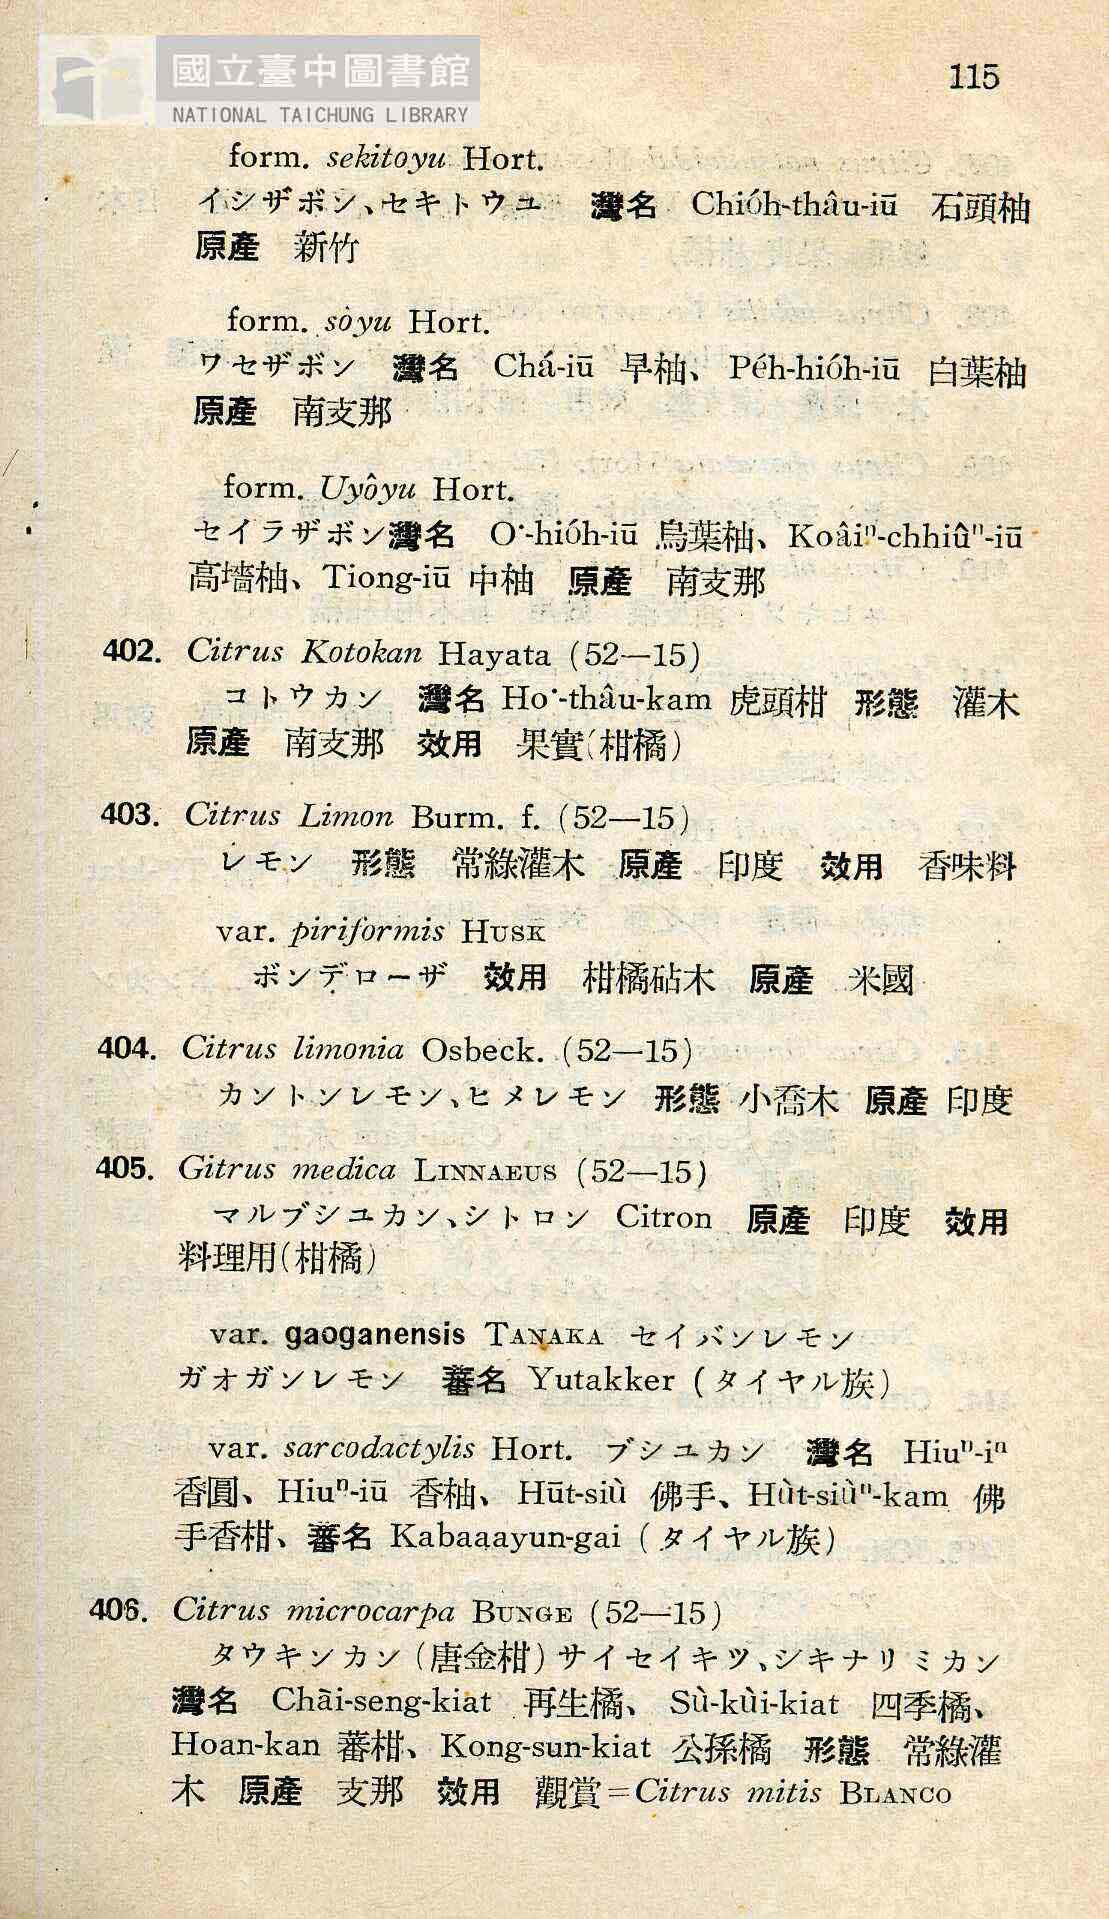 國立臺中圖書館
NATIONAL TAICHUNG LIBRARY
115
form. sekitoyu Hort.
イシザボン、セキトウユ 灣名 Chióh-thâu-iū 石頭柚
原產 新竹
form. sòyu Hort.
ワセザボン 灣名 Chá-iū 早柚、Péh-hióh-iū 白葉柚
原產 南支那
form. Uyôyu Hort.
セイラザボン灣名 O·-hióh-iū 烏葉柚、Koâiⁿ-chhiûⁿ-iū
高墻柚、Tiong-iū 中柚 原產 南支那
402. Citrus Kotokan Hayata (52—15)
コトウカン 灣名 Ho·-thâu-kam 虎頭柑 形態 灌木
原產 南支那 效用 果實(柑橘)
403. Citrus Limon Burm. f. (52—15)
レモン 形態 常綠灌木 原產 印度 效用 香味料
var. piriformis HUSK
ボンデローザ 效用 柑橘砧木 原產 米國
404. Citrus limonia Osbeck. (52—15)
カントンレモン、ヒメレモン 形態 小喬木 原產 印度
405. Gitrus medica LINNAEUS (52—15)
マルブシユカン、シトロン Citron 原產 印度 效用
料理用(柑橘)
var. gaoganensis TANAKA セイバンレモン
ガオガンレモン 蕃名 Yutakker (タイヤル族)
var. sarcodactylis Hort. ブシユカン 灣名 Hiuⁿ-iⁿ
香圓、Hiuⁿ-iū 香柚、Hūt-siù 佛手、Hùt-siùⁿ-kam 佛
手香柑、蕃名 Kabaaayun-gai (タイヤル族)
406. Citrus microcarpa BUNGE (52—15)
タウキンカン(唐金柑)サイセイキツ、シキナリミカン
灣名 Chāi-seng-kiat 再生橘、Sù-kùi-kiat 四季橘、
Hoan-kan 蕃柑、Kong-sun-kiat 公孫橘 形態 常綠灌
木 原產 支那 效用 觀賞=Citrus mitis BLANCO